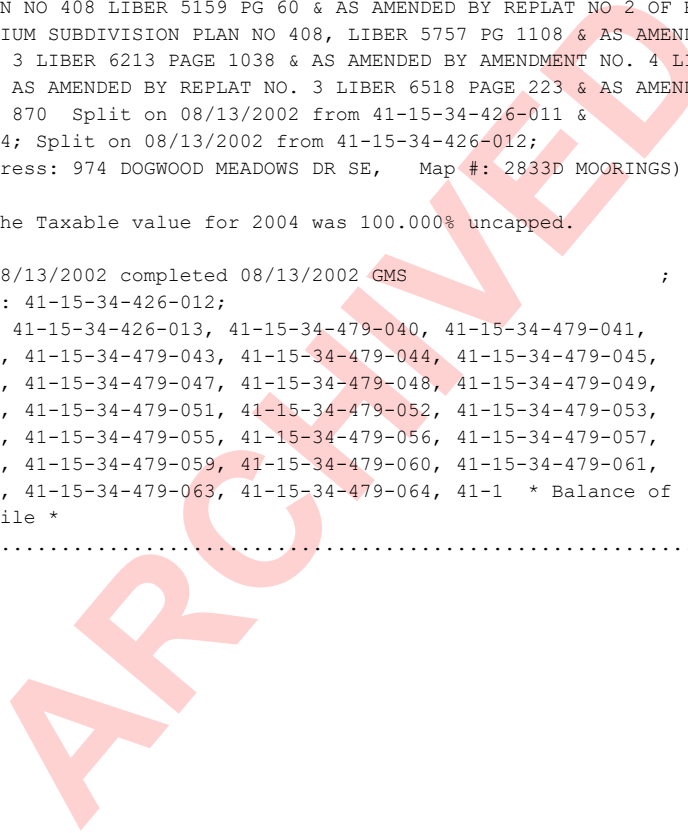 N NO 408 LIBER 5159 PG 60 & AS AMENDED BY REPLAT NO 2 OF
IUM SUBDIVISION PLAN NO 408, LIBER 5757 PG 1108 & AS AMEND
3 LIBER 6213 PAGE 1038 & AS AMENDED BY AMENDMENT NO. 4 LI
AS AMENDED BY REPLAT NO. 3 LIBER 6518 PAGE 223 & AS AMEND
870 Split on 08/13/2002 from 41-15-34-426-011 &
4; Split on 08/13/2002 from 41-15-34-426-012;
ress: 974 DOGWOOD MEADOWS DR SE, Map #: 2833D MOORINGS)
he Taxable value for 2004 was 100.000% uncapped.
8/13/2002 completed 08/13/2002 GMS ;
: 41-15-34-426-012;
41-15-34-426-013, 41-15-34-479-040, 41-15-34-479-041,
, 41-15-34-479-043, 41-15-34-479-044, 41-15-34-479-045,
, 41-15-34-479-047, 41-15-34-479-048, 41-15-34-479-049,
, 41-15-34-479-051, 41-15-34-479-052, 41-15-34-479-053,
, 41-15-34-479-055, 41-15-34-479-056, 41-15-34-479-057,
, 41-15-34-479-059, 41-15-34-479-060, 41-15-34-479-061,
, 41-15-34-479-063, 41-15-34-479-064, 41-1 * Balance of
ile *
.........................................................
ARCHIVED